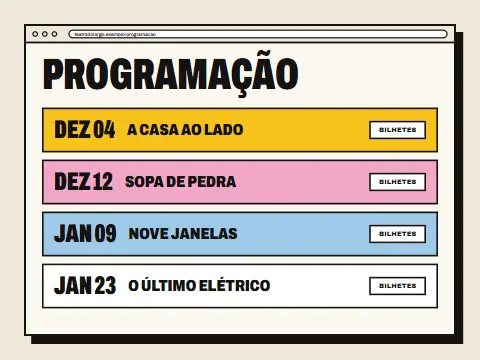 teatrodolargo.exemplo/programacao
PROGRAMAÇÃO
DEZ 04 A CASA AO LADO BILHETES
DEZ 12 SOPA DE PEDRA BILHETES
JAN 09 NOVE JANELAS BILHETES
JAN 23 O ÚLTIMO ELÉTRICO BILHETES